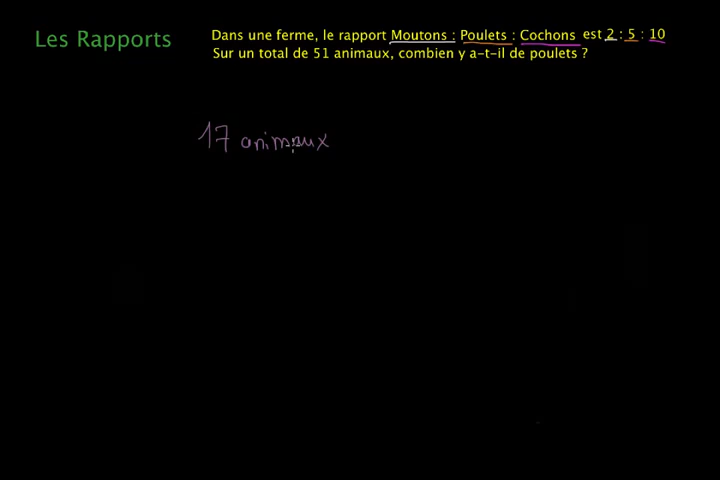 Les Rapports
Dans une ferme, le rapport Moutons : Poulets : Cochons est 2 : 5 : 10
Sur un total de 51 animaux, combien y a-t-il de poulets ?
17 animaux